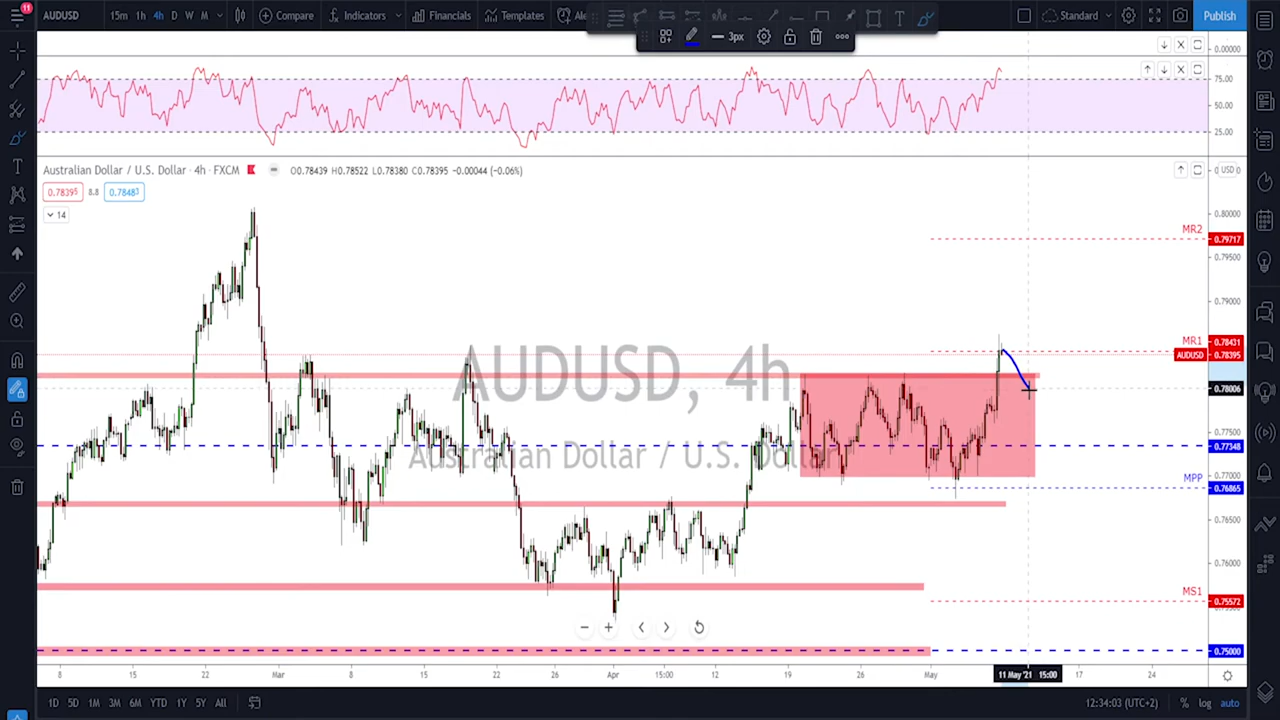 11
AUDUSD 15m 1h 4h D W M Compare Indicators Financials Templates Standard Publish
3px
0.00000
75.00
50.00
25.00
Australian Dollar / U.S. Dollar · 4h · FXCM O0.78439 H0.78522 L0.78380 C0.78395 −0.00044 (−0.06%)
USD
0.78395 8.8 0.78483
14
0.80000
MR2
0.79717
0.79500
0.79000
MR1 0.78431
AUDUSD 0.78395
AUDUSD, 4h
0.78006
0.77500
0.77348
Australian Dollar / U.S. Dollar
0.77000
MPP
0.76865
0.76500
0.76000
MS1
0.75572
0.75000
8 15 22 Mar 8 15 22 26 Apr 15:00 12 19 26 May 11 May '21 15:00 17 24
1D 5D 1M 3M 6M YTD 1Y 5Y All 12:34:03 (UTC+2) % log auto